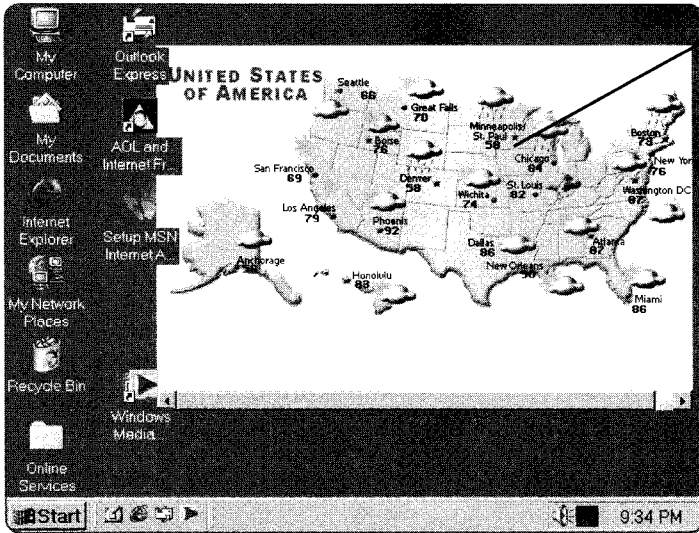 My
Computer
Outlook
Express
My
Documents
AOL and
Internet Fr...
Internet
Explorer
Setup MSN
Internet A...
My Network
Places
Recycle Bin
Windows
Media...
Online
Services
UNITED STATES
OF AMERICA
Seattle
66
Great Falls
70
Minneapolis/
St. Paul
58
Boise
76
Boston
73
New Yor
76
Chicago
64
San Francisco
69
Denver
58
Wichita
74
St. Louis
82
Washington DC
87
Los Angeles
79
Phoenix
92
Dallas
86
Atlanta
87
Anchorage
Honolulu
88
New Orleans
Miami
86
Start
9:34 PM